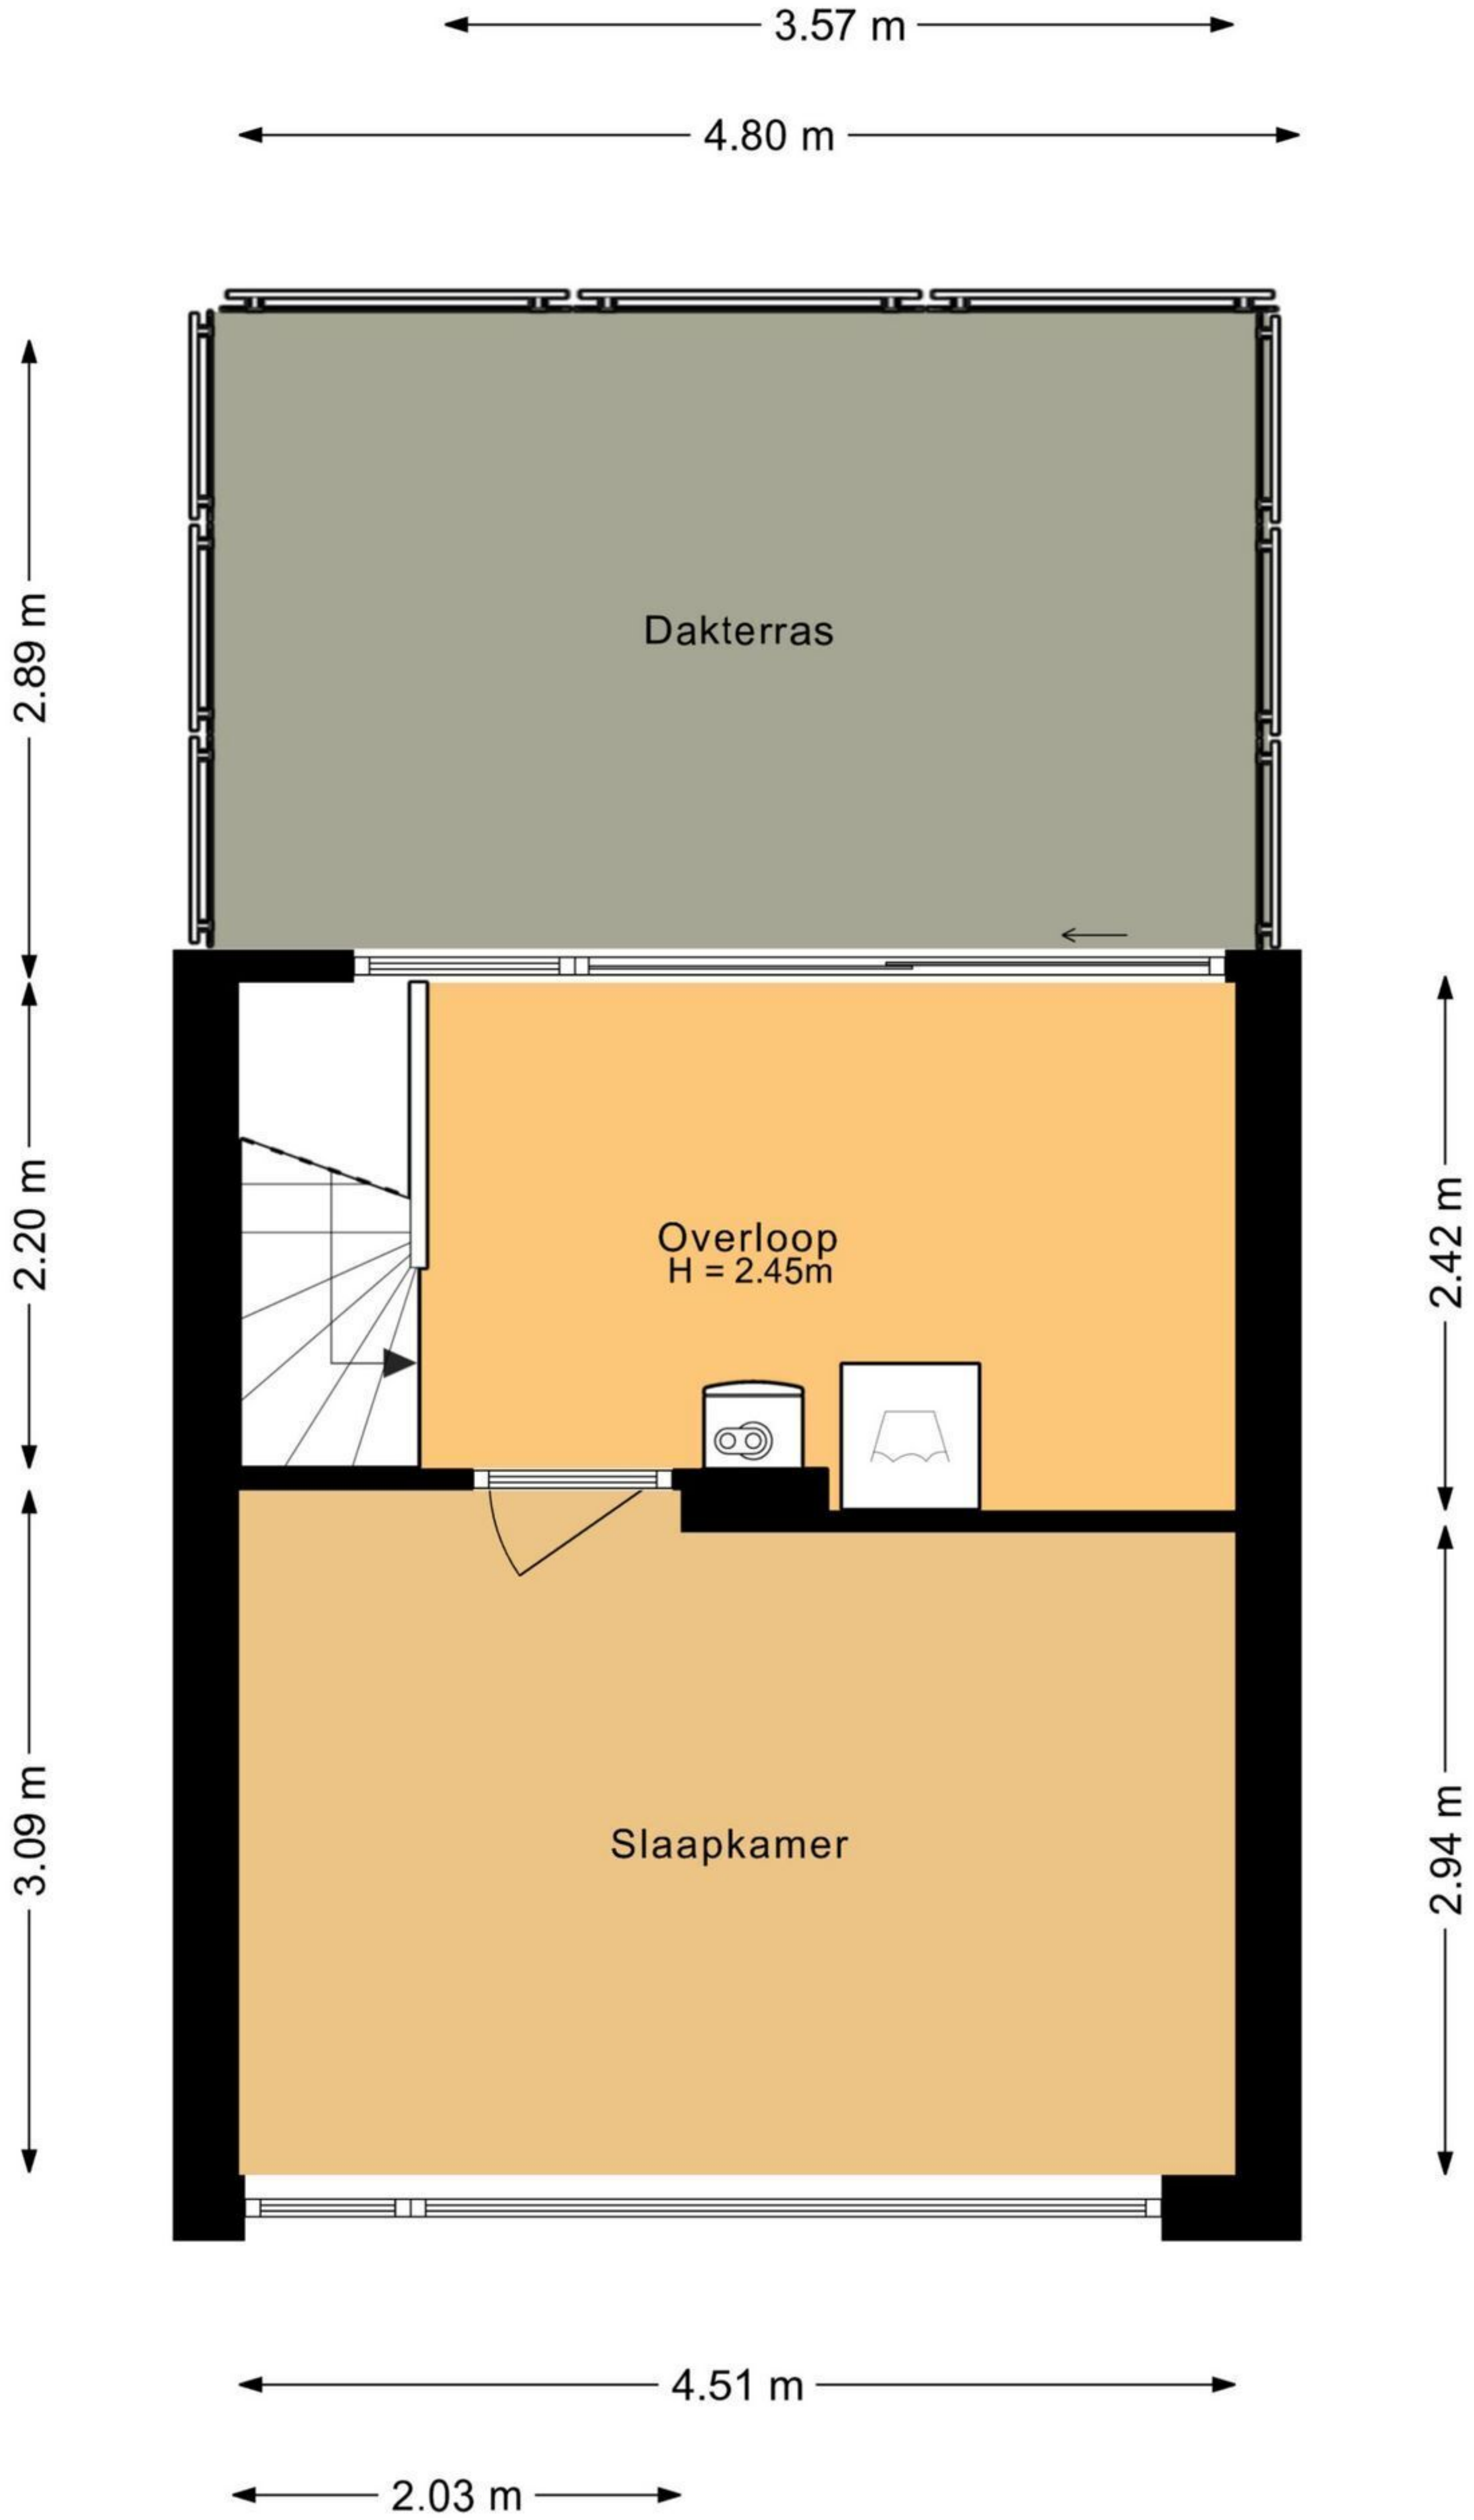 3.57 m
4.80 m
2.89 m
Dakterras
2.20 m
Overloop
H = 2.45m
2.42 m
3.09 m
Slaapkamer
2.94 m
4.51 m
2.03 m